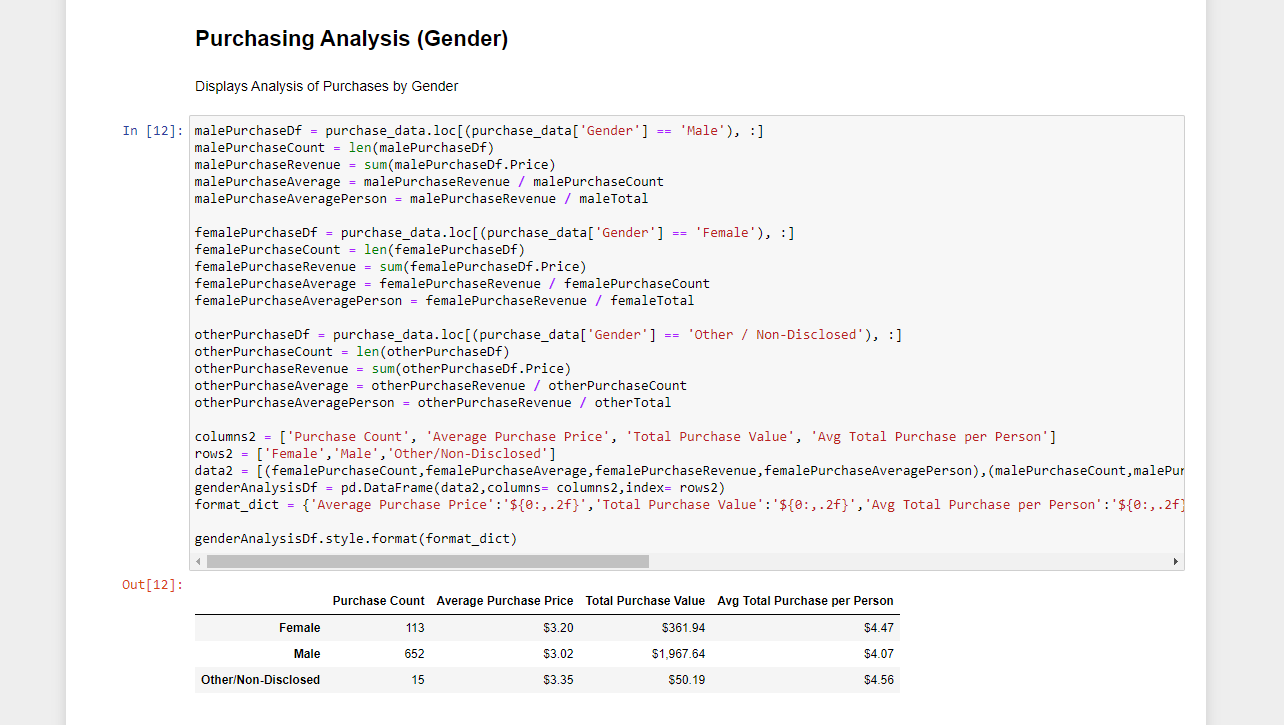 Purchasing Analysis (Gender)
Displays Analysis of Purchases by Gender
In [12]:
malePurchaseDf = purchase_data.loc[(purchase_data['Gender'] == 'Male'), :]
malePurchaseCount = len(malePurchaseDf)
malePurchaseRevenue = sum(malePurchaseDf.Price)
malePurchaseAverage = malePurchaseRevenue / malePurchaseCount
malePurchaseAveragePerson = malePurchaseRevenue / maleTotal
femalePurchaseDf = purchase_data.loc[(purchase_data['Gender'] == 'Female'), :]
femalePurchaseCount = len(femalePurchaseDf)
femalePurchaseRevenue = sum(femalePurchaseDf.Price)
femalePurchaseAverage = femalePurchaseRevenue / femalePurchaseCount
femalePurchaseAveragePerson = femalePurchaseRevenue / femaleTotal
otherPurchaseDf = purchase_data.loc[(purchase_data['Gender'] == 'Other / Non-Disclosed'), :]
otherPurchaseCount = len(otherPurchaseDf)
otherPurchaseRevenue = sum(otherPurchaseDf.Price)
otherPurchaseAverage = otherPurchaseRevenue / otherPurchaseCount
otherPurchaseAveragePerson = otherPurchaseRevenue / otherTotal
columns2 = ['Purchase Count', 'Average Purchase Price', 'Total Purchase Value', 'Avg Total Purchase per Person']
rows2 = ['Female','Male','Other/Non-Disclosed']
data2 = [(femalePurchaseCount,femalePurchaseAverage,femalePurchaseRevenue,femalePurchaseAveragePerson),(malePurchaseCount,malePur
genderAnalysisDf = pd.DataFrame(data2,columns= columns2,index= rows2)
format_dict = {'Average Purchase Price':'${0:,.2f}','Total Purchase Value':'${0:,.2f}','Avg Total Purchase per Person':'${0:,.2f}
genderAnalysisDf.style.format(format_dict)
Out[12]:
Purchase Count Average Purchase Price Total Purchase Value Avg Total Purchase per Person
Female 113 $3.20 $361.94 $4.47
Male 652 $3.02 $1,967.64 $4.07
Other/Non-Disclosed 15 $3.35 $50.19 $4.56